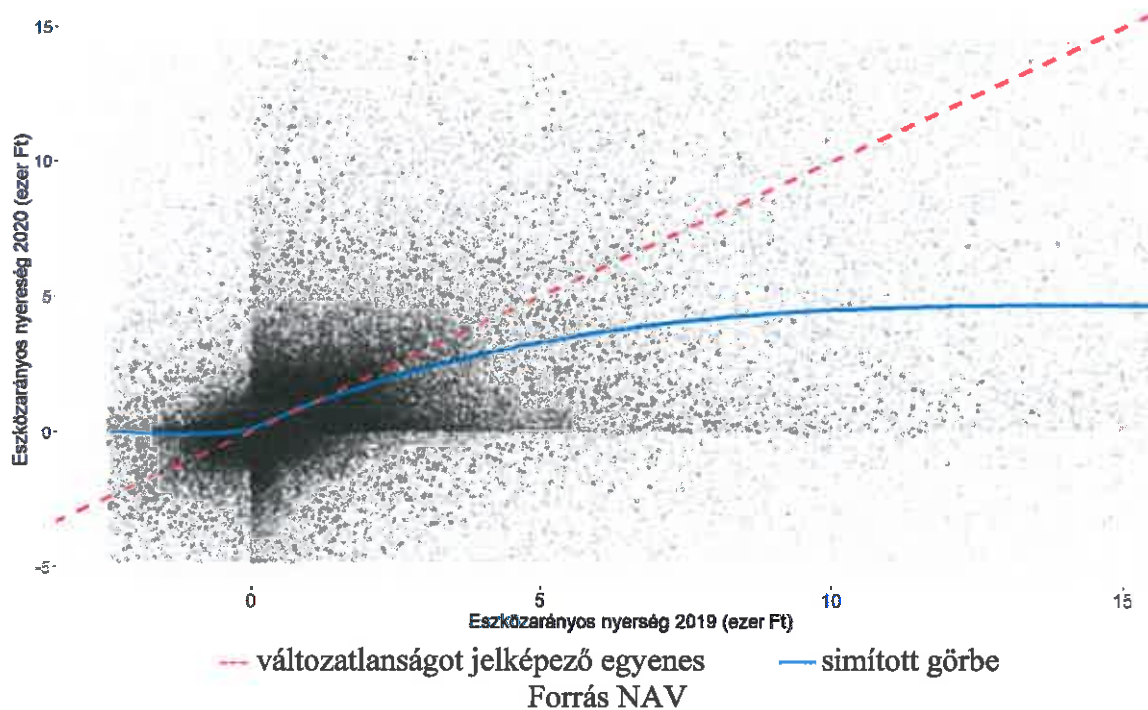 15-
10-
5-
0-
-5-
Eszközarányos nyereség 2020 (ezer Ft)
0
5
10
15
Eszközarányos nyerség 2019 (ezer Ft)
változatlanságot jelképező egyenes
simított görbe
Forrás NAV